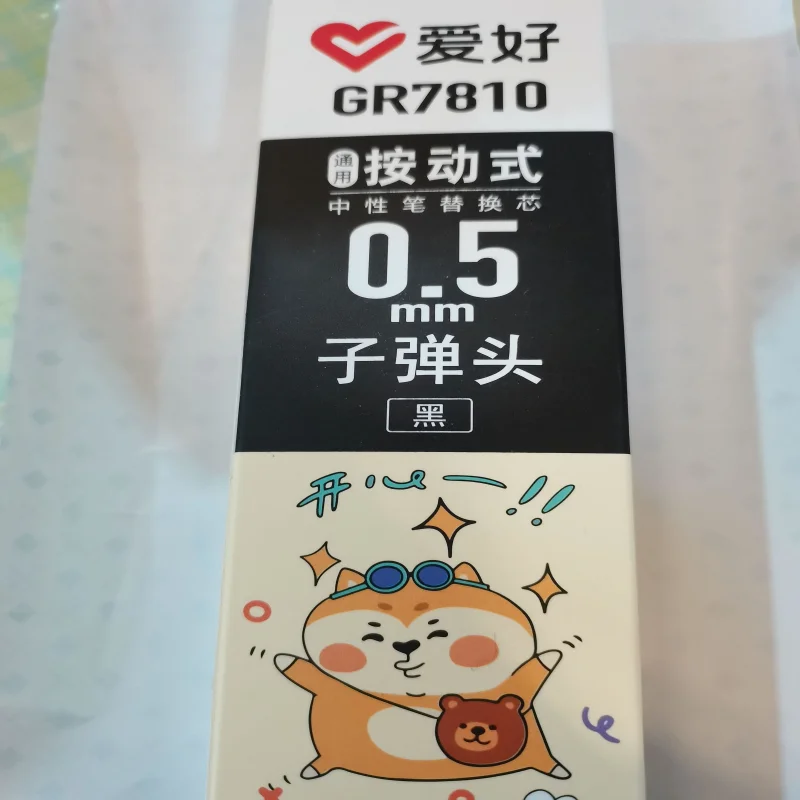 爱好
GR7810
通用 按动式
中性笔替换芯
0.5
mm
子弹头
黑
开心一!!